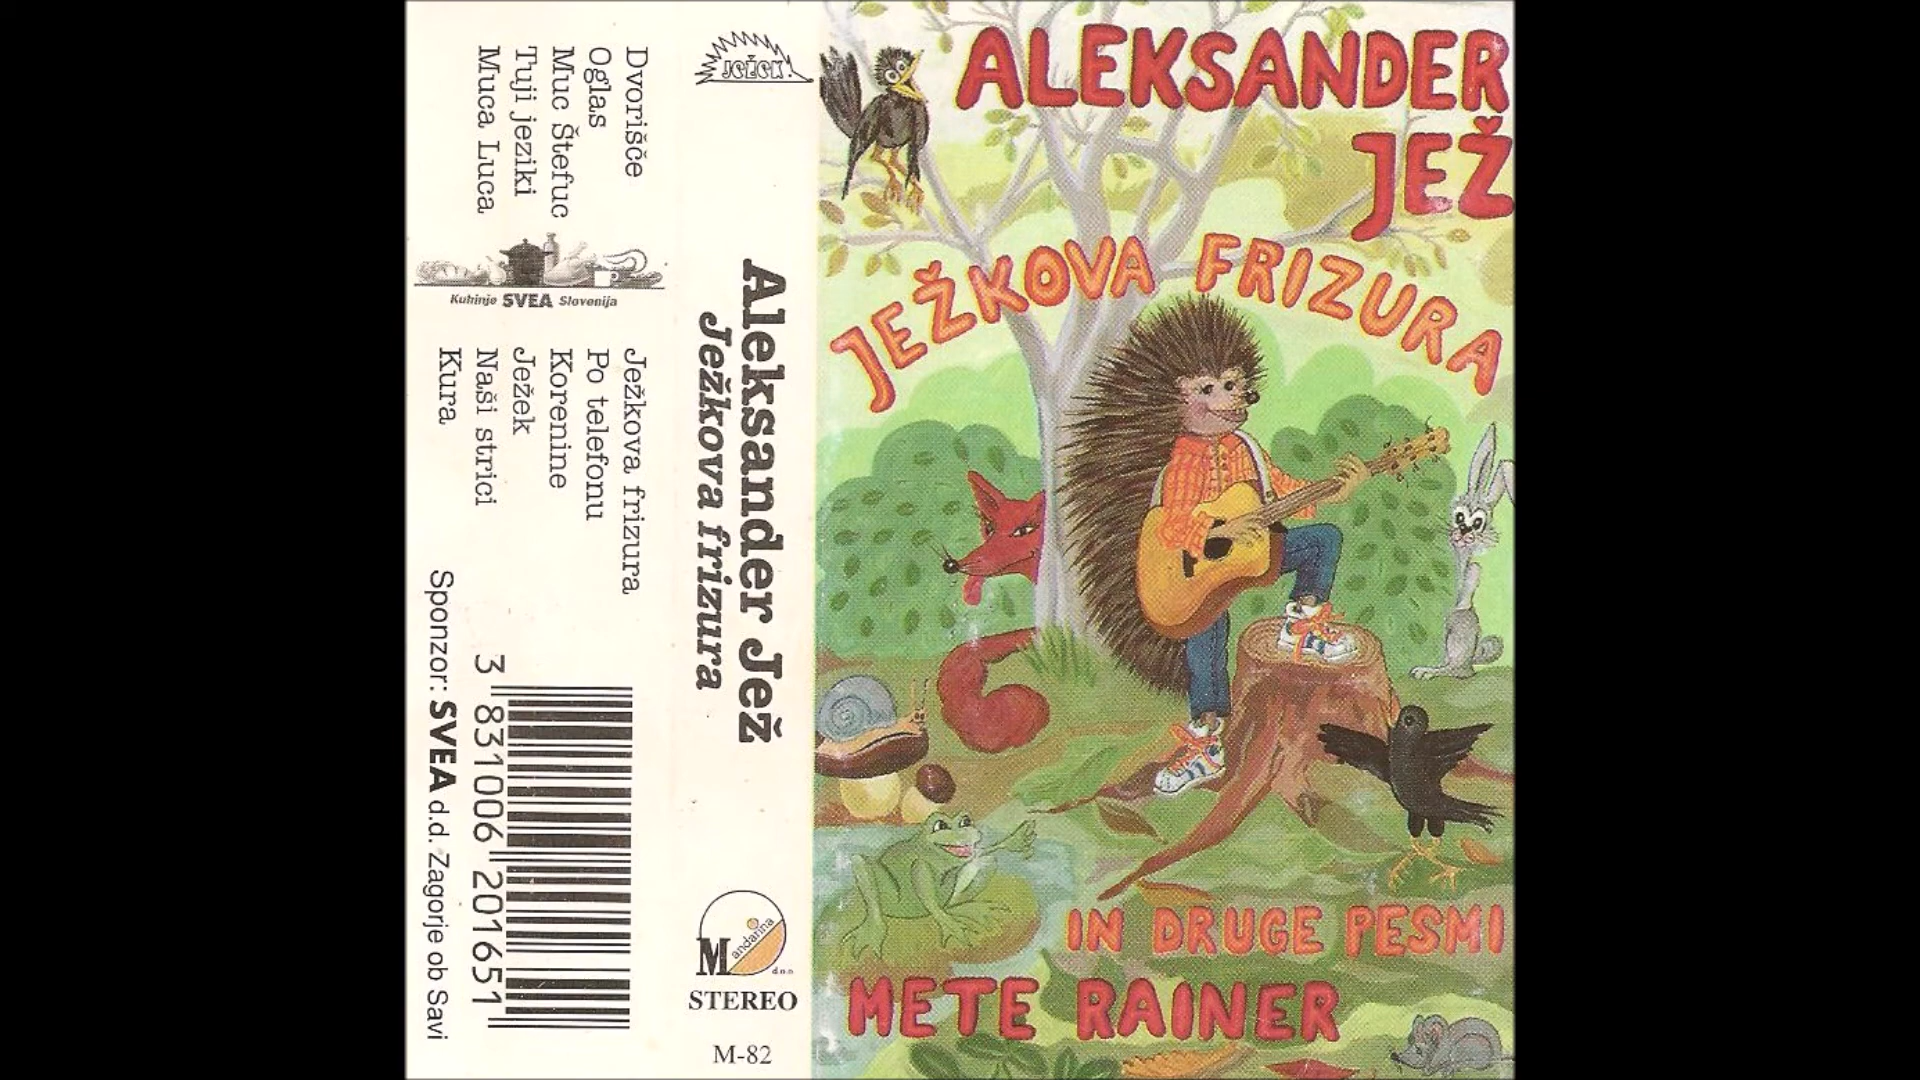 Dvorišče
Oglas
Muc Štefuc
Tuji jeziki
Muca Luca
Kuhinje SVEA Slovenija
Ježkova frizura
Po telefonu
Korenine
Ježek
Naši strici
Kura
3 831006 201651
Sponzor: SVEA d.d. Zagorje ob Savi
JEŽEK
Aleksander Jež
Ježkova frizura
Mandarina
d.o.o
STEREO
M-82
ALEKSANDER
JEŽ
JEŽKOVA FRIZURA
IN DRUGE PESMI
METE RAINER